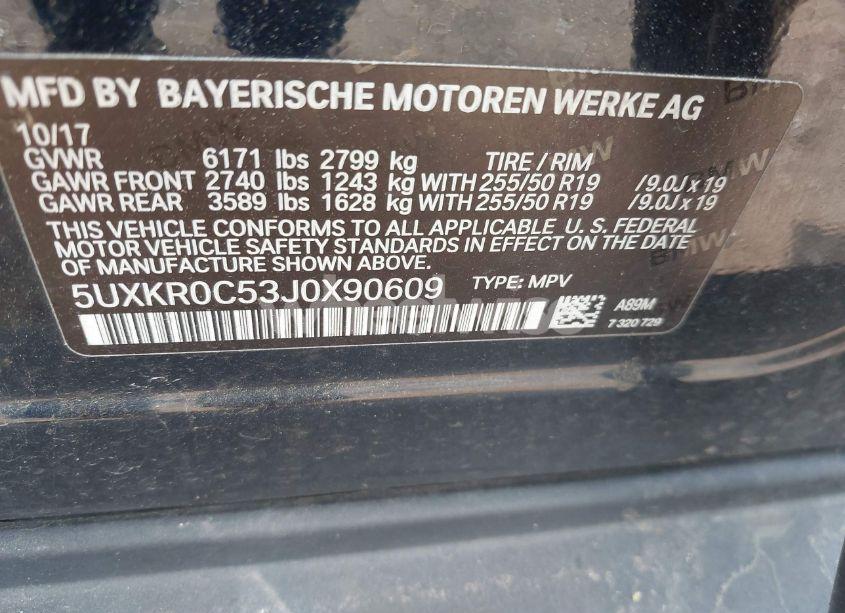 MFD BY BAYERISCHE MOTOREN WERKE AG
10/17
GVWR 6171 lbs 2799 kg TIRE / RIM
GAWR FRONT 2740 lbs 1243 kg WITH 255/50 R19 /9.0J x 19
GAWR REAR 3589 lbs 1628 kg WITH 255/50 R19 /9.0J x 19
THIS VEHICLE CONFORMS TO ALL APPLICABLE U. S. FEDERAL
MOTOR VEHICLE SAFETY STANDARDS IN EFFECT ON THE DATE
OF MANUFACTURE SHOWN ABOVE.
5UXKR0C53J0X90609 TYPE: MPV
A89M
7 320 729